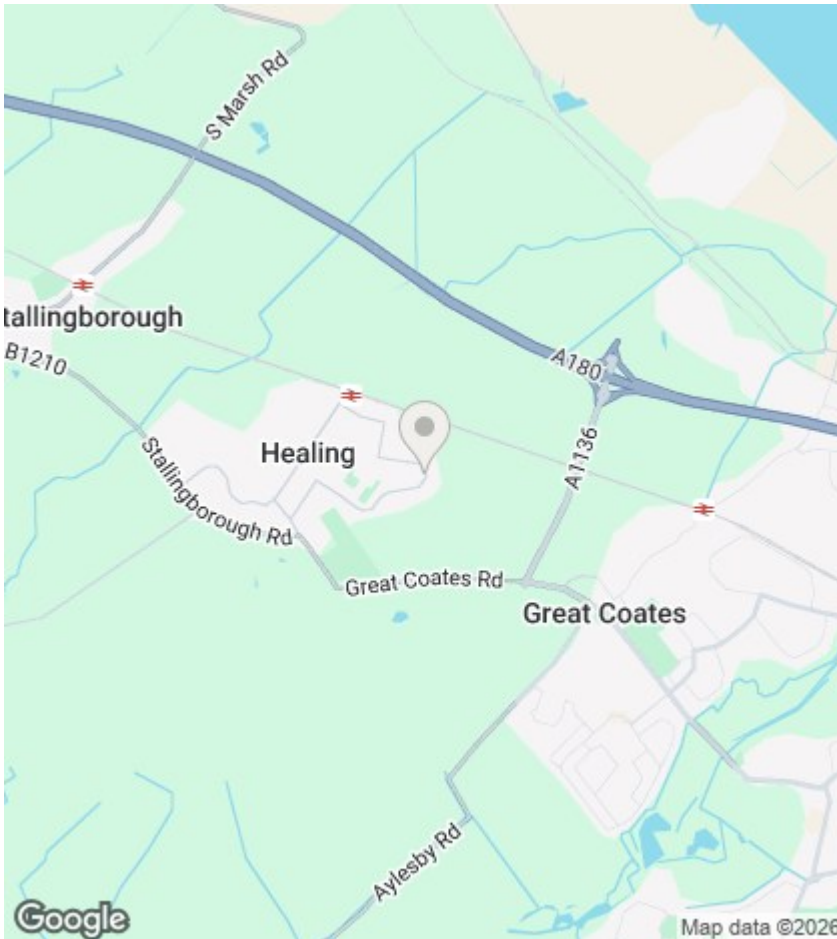 S Marsh Rd
tallingborough
B1210
A180
Healing
A1136
Stallingborough Rd
Great Coates Rd
Great Coates
Aylesby Rd
Google
Map data ©2026